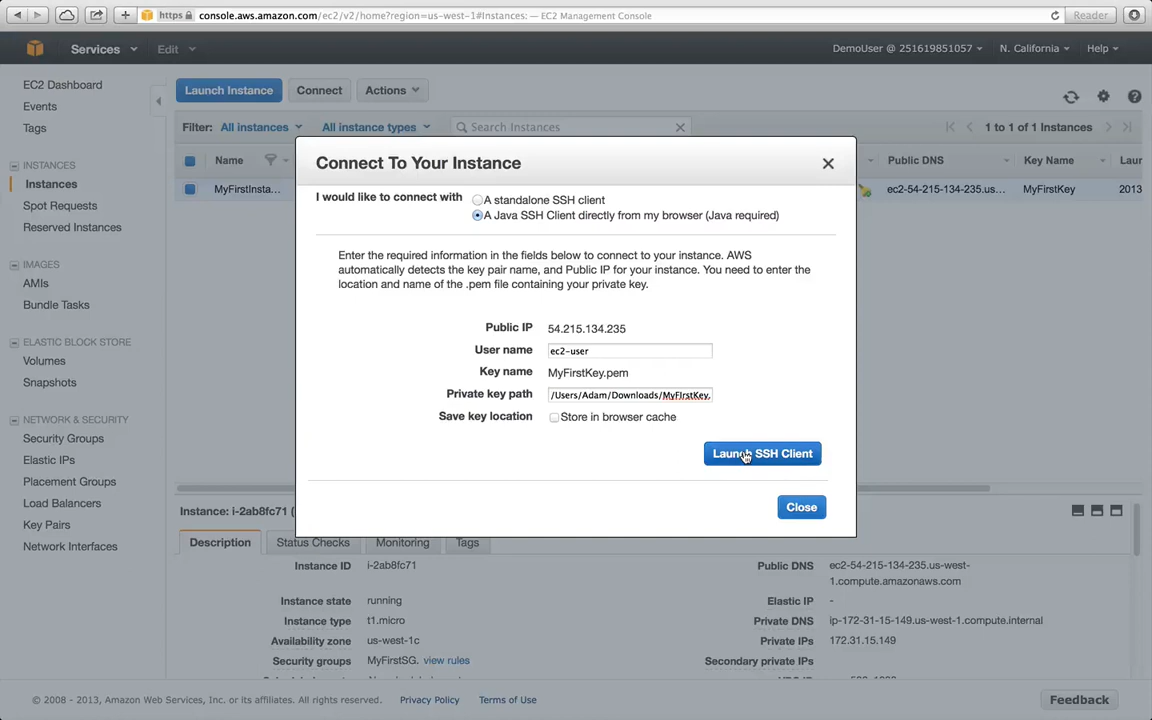 https console.aws.amazon.com/ec2/v2/home?region=us-west-1#Instances: — EC2 Management Console
Reader
Services
Edit
DemoUser @ 251619851057
N. California
Help
EC2 Dashboard
Events
Tags
INSTANCES
Instances
Spot Requests
Reserved Instances
IMAGES
AMIs
Bundle Tasks
ELASTIC BLOCK STORE
Volumes
Snapshots
NETWORK & SECURITY
Security Groups
Elastic IPs
Placement Groups
Load Balancers
Key Pairs
Network Interfaces
Launch Instance
Connect
Actions
Filter: All instances All instance types Search Instances
1 to 1 of 1 Instances
Name
Public DNS
Key Name
MyFirstInsta...
ec2-54-215-134-235.us...
MyFirstKey
2013
Connect To Your Instance
I would like to connect with
A standalone SSH client
A Java SSH Client directly from my browser (Java required)
Enter the required information in the fields below to connect to your instance. AWS
automatically detects the key pair name, and Public IP for your instance. You need to enter the
location and name of the .pem file containing your private key.
Public IP 54.215.134.235
User name ec2-user
Key name MyFirstKey.pem
Private key path /Users/Adam/Downloads/MyFIrstKey.
Save key location Store in browser cache
Launch SSH Client
Close
Instance: i-2ab8fc71 (
Description
Status Checks
Monitoring
Tags
Instance ID i-2ab8fc71
Instance state running
Instance type t1.micro
Availability zone us-west-1c
Security groups MyFirstSG. view rules
Public DNS ec2-54-215-134-235.us-west-
1.compute.amazonaws.com
Elastic IP -
Private DNS ip-172-31-15-149.us-west-1.compute.internal
Private IPs 172.31.15.149
Secondary private IPs
© 2008 - 2013, Amazon Web Services, Inc. or its affiliates. All rights reserved.
Privacy Policy
Terms of Use
Feedback